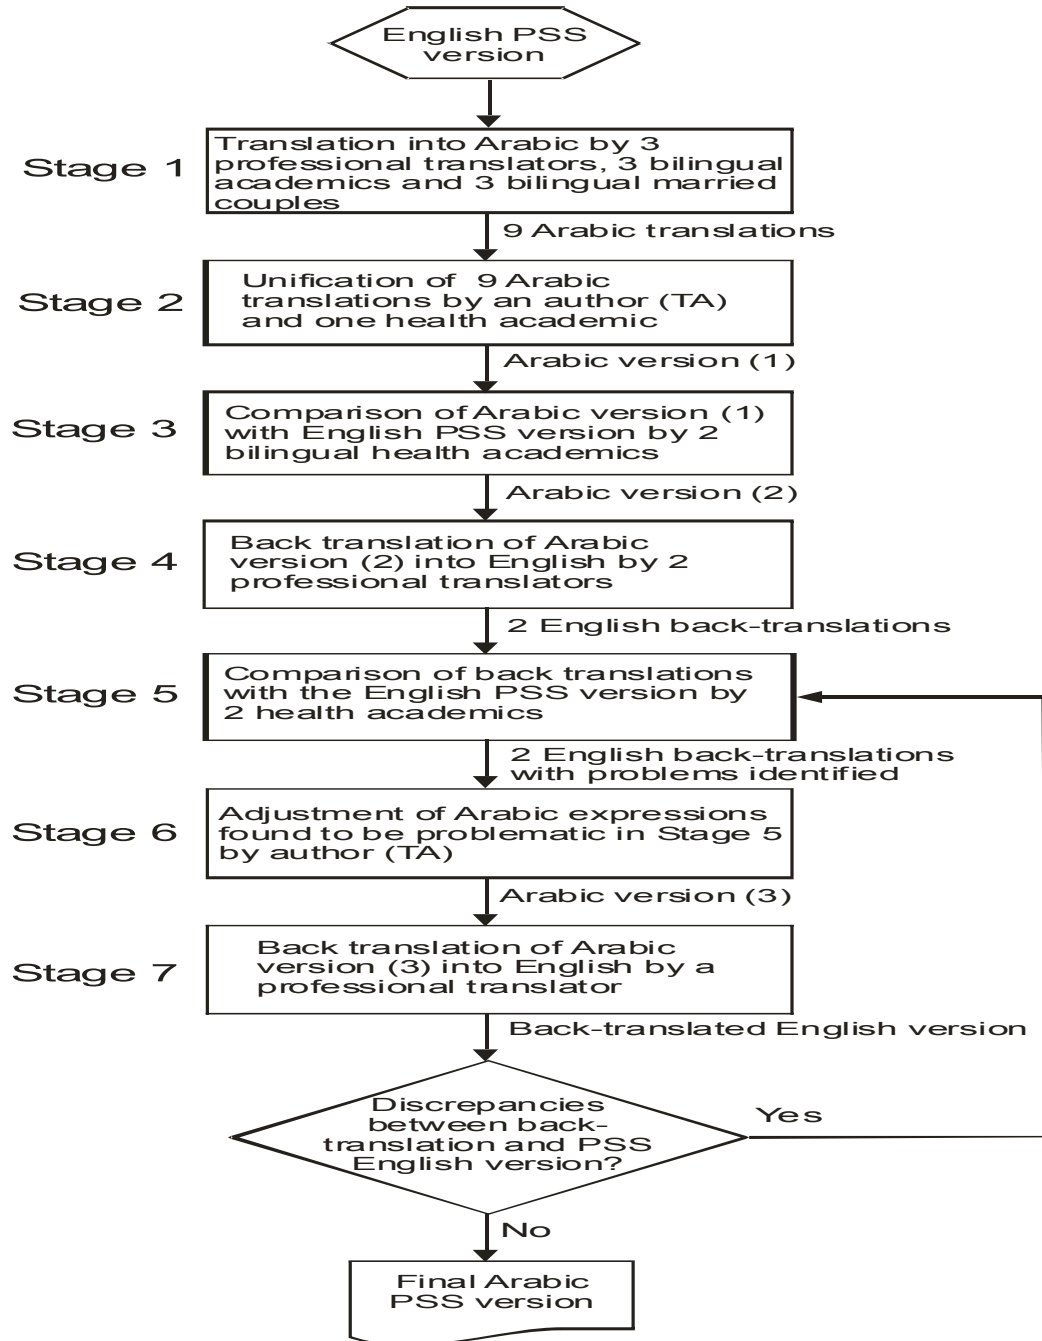 English PSS
version
Stage 1
Translation into Arabic by 3
professional translators, 3 bilingual
academics and 3 bilingual married
couples
9 Arabic translations
Stage 2
Unification of 9 Arabic
translations by an author (TA)
and one health academic
Arabic version (1)
Stage 3
Comparison of Arabic version (1)
with English PSS version by 2
bilingual health academics
Arabic version (2)
Stage 4
Back translation of Arabic
version (2) into English by 2
professional translators
2 English back-translations
Stage 5
Comparison of back translations
with the English PSS version by
2 health academics
2 English back-translations
with problems identified
Stage 6
Adjustment of Arabic expressions
found to be problematic in Stage 5
by author (TA)
Arabic version (3)
Stage 7
Back translation of Arabic
version (3) into English by a
professional translator
Back-translated English version
Discrepancies
between back-
translation and PSS
English version?
Yes
No
Final Arabic
PSS version